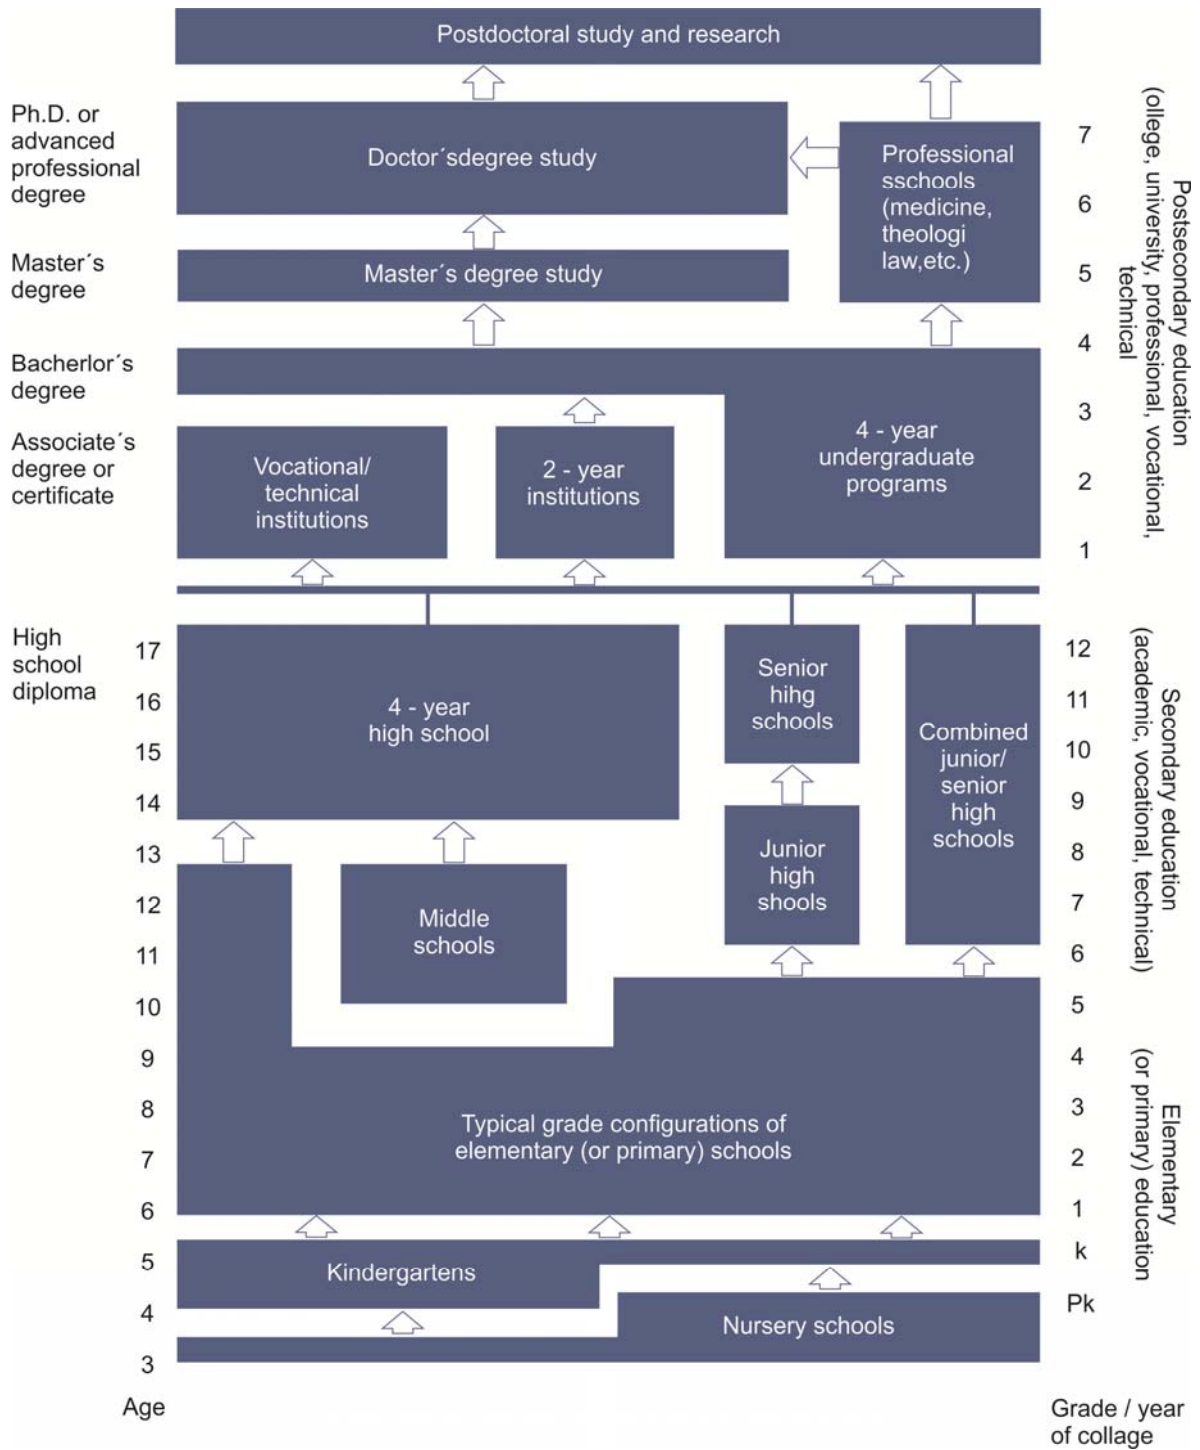 Postdoctoral study and research
Ph.D. or
advanced
professional
degree
Doctor´sdegree study
Professional
sschools
(medicine,
theologi
law,etc.)
7
6
5
Master´s
degree
Master´s degree study
Bacherlor´s
degree
Associate´s
degree or
certificate
Vocational/
technical
institutions
2 - year
institutions
4 - year
undergraduate
programs
4
3
2
1
Postsecondary education
(ollege, university, professional, vocational,
technical
High
school
diploma
17
16
15
14
13
12
11
10
9
8
7
6
5
4
3
Age
4 - year
high school
Senior
hihg
schools
Combined
junior/
senior
high
schools
Junior
high
shools
Middle
schools
12
11
10
9
8
7
6
5
4
3
2
1
k
Pk
Secondary education
(academic, vocational, technical)
Typical grade configurations of
elementary (or primary) schools
Elementary
(or primary) education
Kindergartens
Nursery schools
Grade / year
of collage